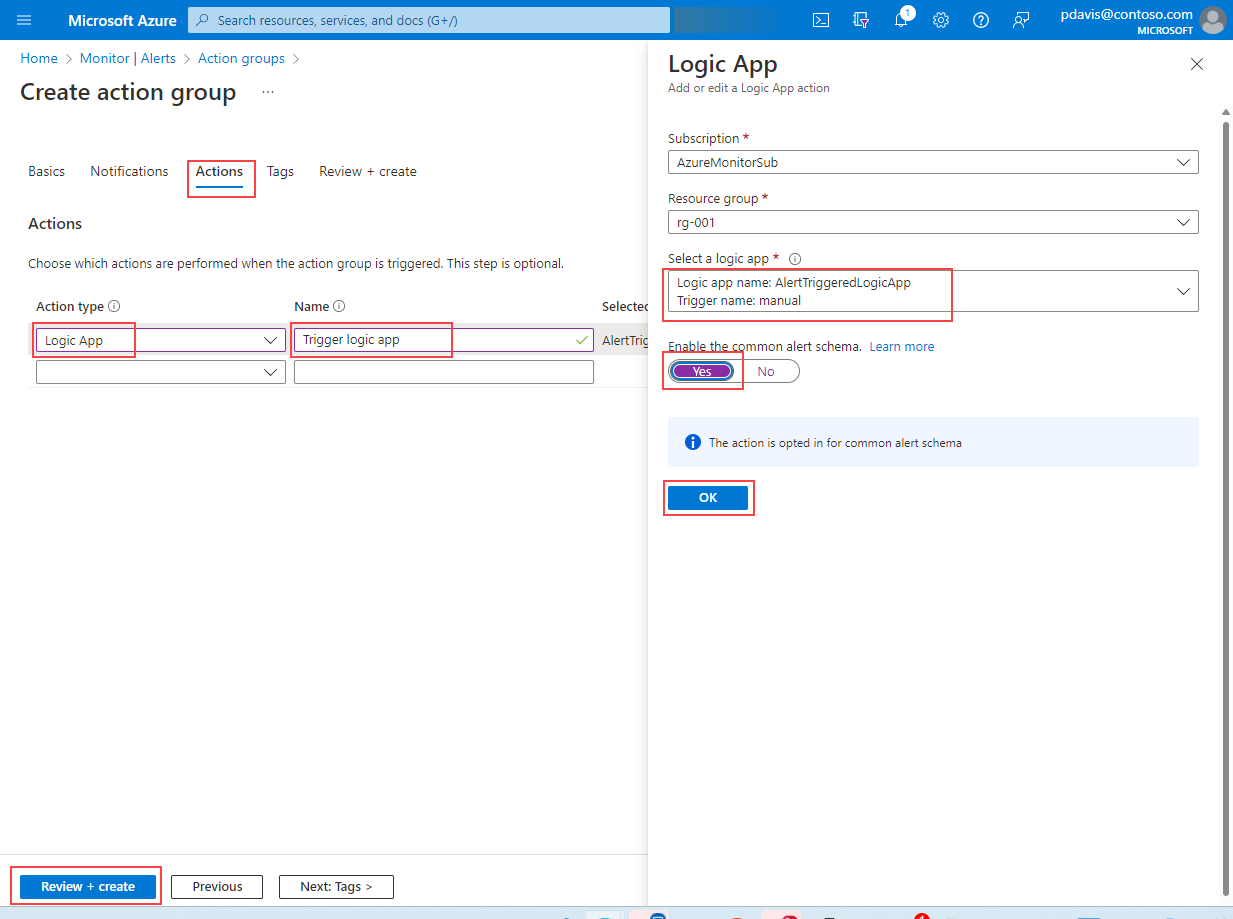 Microsoft Azure
Search resources, services, and docs (G+/)
1
pdavis@contoso.com
MICROSOFT
Home > Monitor | Alerts > Action groups >
Create action group ...
Basics
Notifications
Actions
Tags
Review + create
Actions
Choose which actions are performed when the action group is triggered. This step is optional.
Action type
Name
Selected
Logic App
Trigger logic app
AlertTrig
Review + create
Previous
Next: Tags >
Logic App
Add or edit a Logic App action
Subscription *
AzureMonitorSub
Resource group *
rg-001
Select a logic app *
Logic app name: AlertTriggeredLogicApp
Trigger name: manual
Enable the common alert schema. Learn more
Yes
No
The action is opted in for common alert schema
OK